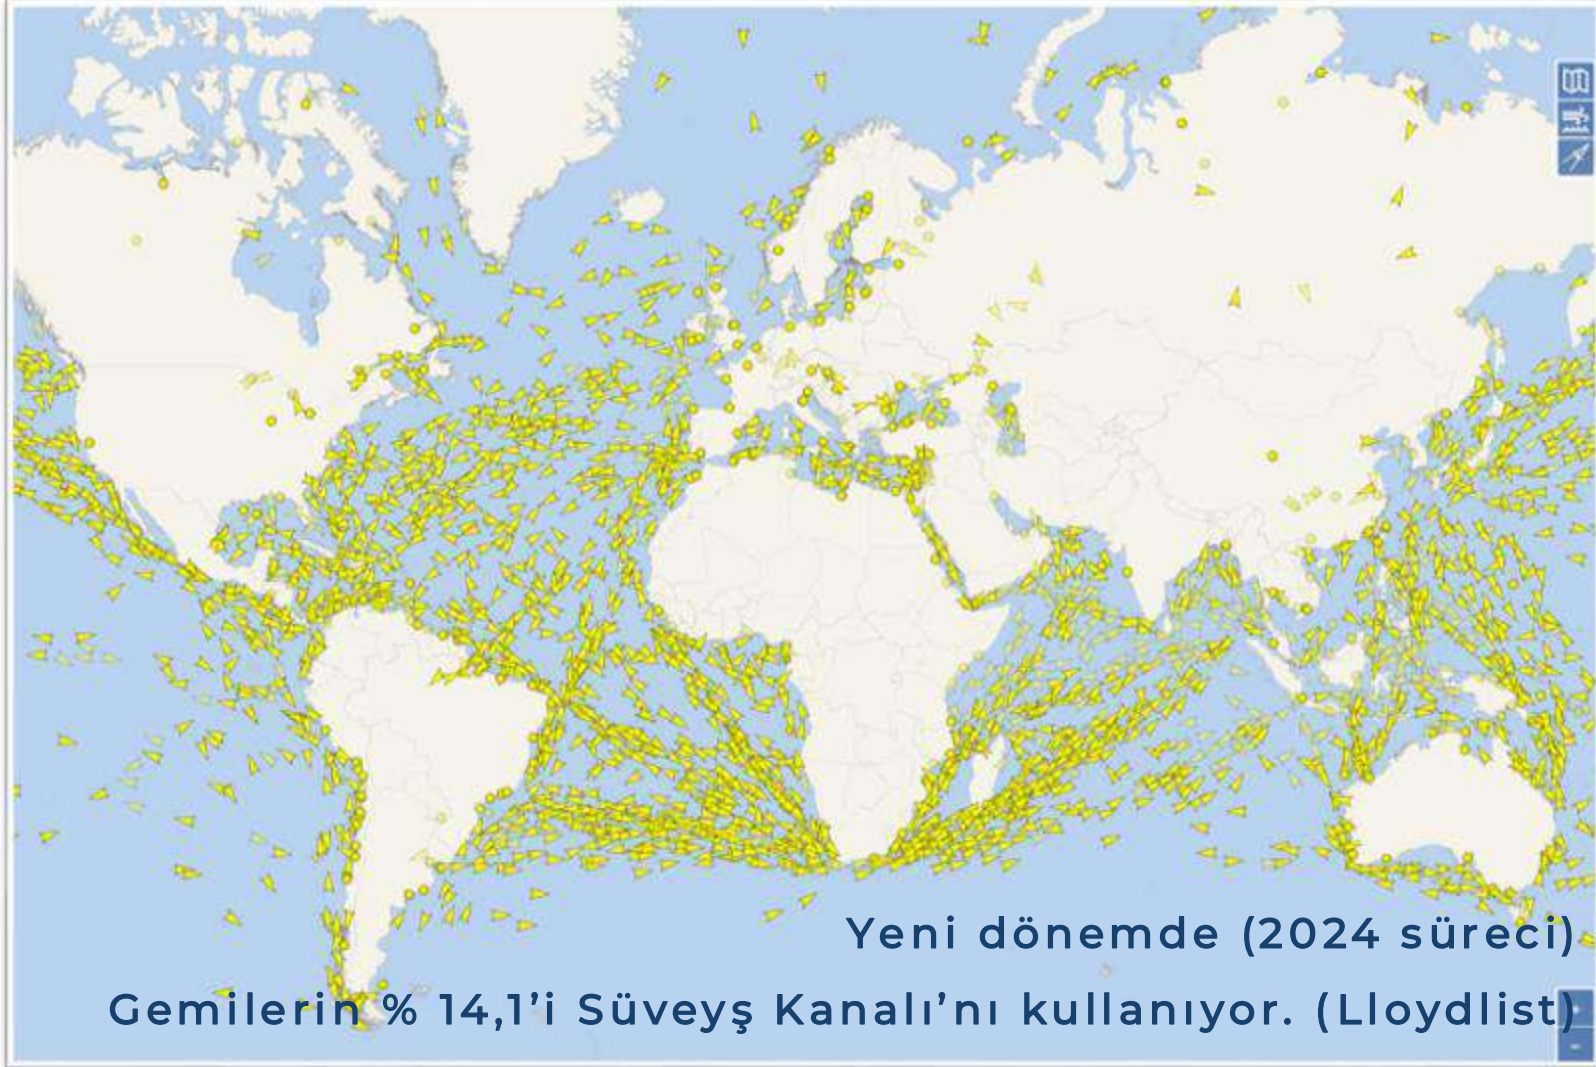 Yeni dönemde (2024 süreci)
Gemilerin % 14,1’i Süveyş Kanalı’nı kullanıyor. (Lloydlist)